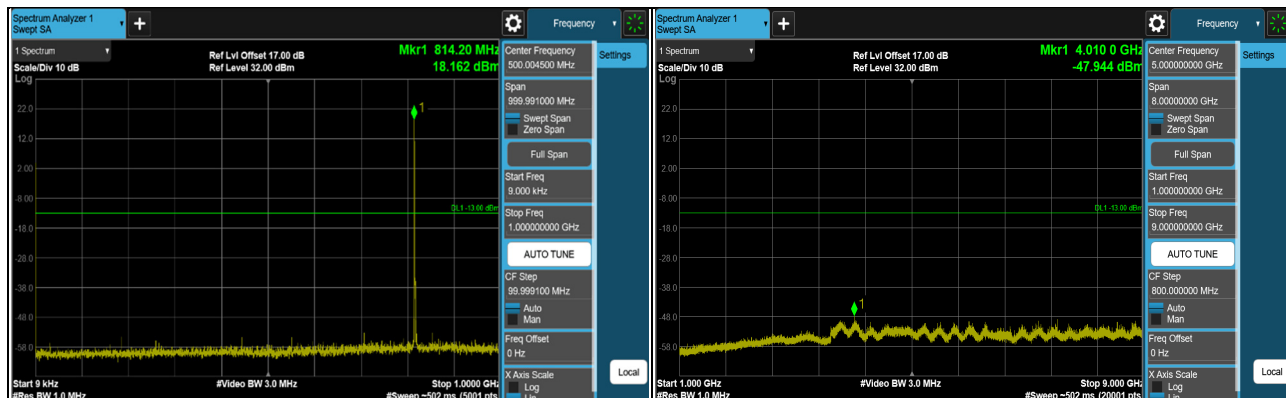 Spectrum Analyzer 1
Swept SA
+
Frequency
1 Spectrum
Scale/Div 10 dB
Log
Ref Lvl Offset 17.00 dB
Ref Level 32.00 dBm
Mkr1 814.20 MHz
18.162 dBm
1
22.0
12.0
2.00
-8.00
-18.0
-28.0
-38.0
-48.0
-58.0
DL1 -13.00 dBm
Start 9 kHz
#Res BW 1.0 MHz
#Video BW 3.0 MHz
Stop 1.0000 GHz
#Sweep ~502 ms (5001 pts
Center Frequency
500.004500 MHz
Settings
Span
999.991000 MHz
Swept Span
Zero Span
Full Span
Start Freq
9.000 kHz
Stop Freq
1.000000000 GHz
AUTO TUNE
CF Step
99.999100 MHz
Auto
Man
Freq Offset
0 Hz
X Axis Scale
Log
Lin
Local
Spectrum Analyzer 1
Swept SA
+
Frequency
1 Spectrum
Scale/Div 10 dB
Log
Ref Lvl Offset 17.00 dB
Ref Level 32.00 dBm
Mkr1 4.010 0 GHz
-47.944 dBm
1
22.0
12.0
2.00
-8.00
-18.0
-28.0
-38.0
-48.0
-58.0
DL1 -13.00 dBm
Start 1.000 GHz
#Res BW 1.0 MHz
#Video BW 3.0 MHz
Stop 9.000 GHz
#Sweep ~502 ms (20001 pts
Center Frequency
5.000000000 GHz
Settings
Span
8.00000000 GHz
Swept Span
Zero Span
Full Span
Start Freq
1.000000000 GHz
Stop Freq
9.000000000 GHz
AUTO TUNE
CF Step
800.000000 MHz
Auto
Man
Freq Offset
0 Hz
X Axis Scale
Log
Lin
Local